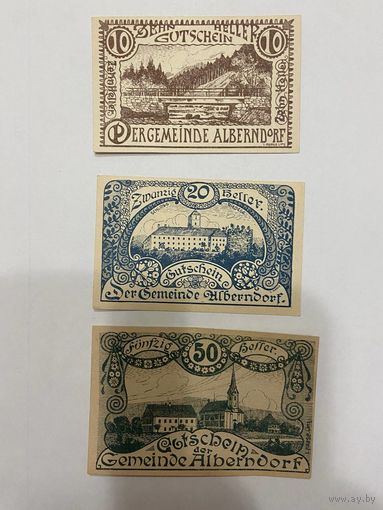 10 ZEHN HELLER 10
GUTSCHEIN
DER GEMEINDE ALBERNDORF
Zwanzig 20 Heller
Gutschein
Der Gemeinde Alberndorf.
Fünfzig 50 Heller.
Gutschein
der
Gemeinde Alberndorf
ay.by